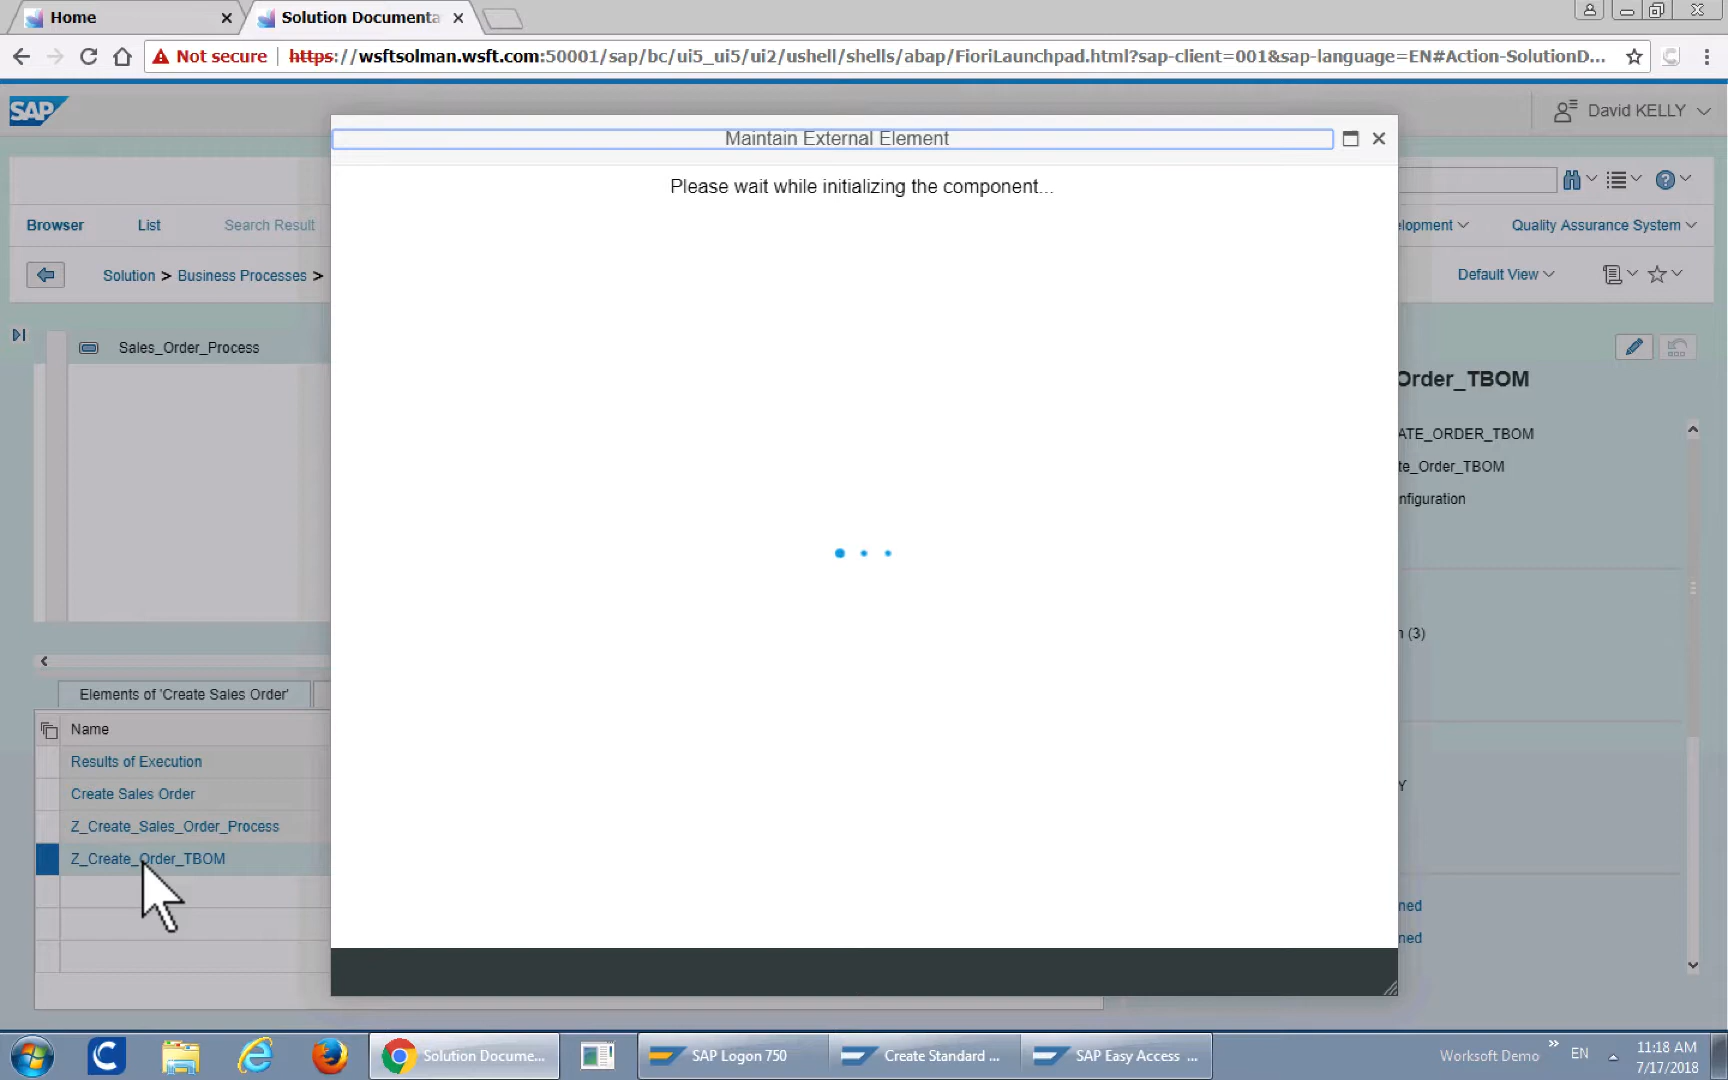 Home
Solution Documenta
Not secure https://wsftsolman.wsft.com:50001/sap/bc/ui5_ui5/ui2/ushell/shells/abap/FioriLaunchpad.html?sap-client=001&sap-language=EN#Action-SolutionD...
SAP
David KELLY
Maintain External Element
Please wait while initializing the component...
Browser List Search Result
elopment Quality Assurance System
Solution > Business Processes >
Default View
Sales_Order_Process
Order_TBOM
ATE_ORDER_TBOM
te_Order_TBOM
nfiguration
(3)
Elements of 'Create Sales Order'
Name
Results of Execution
Create Sales Order
Z_Create_Sales_Order_Process
Z_Create_Order_TBOM
Y
ned
ned
Solution Docume...
SAP Logon 750
Create Standard ...
SAP Easy Access ...
Worksoft Demo
EN
11:18 AM
7/17/2018